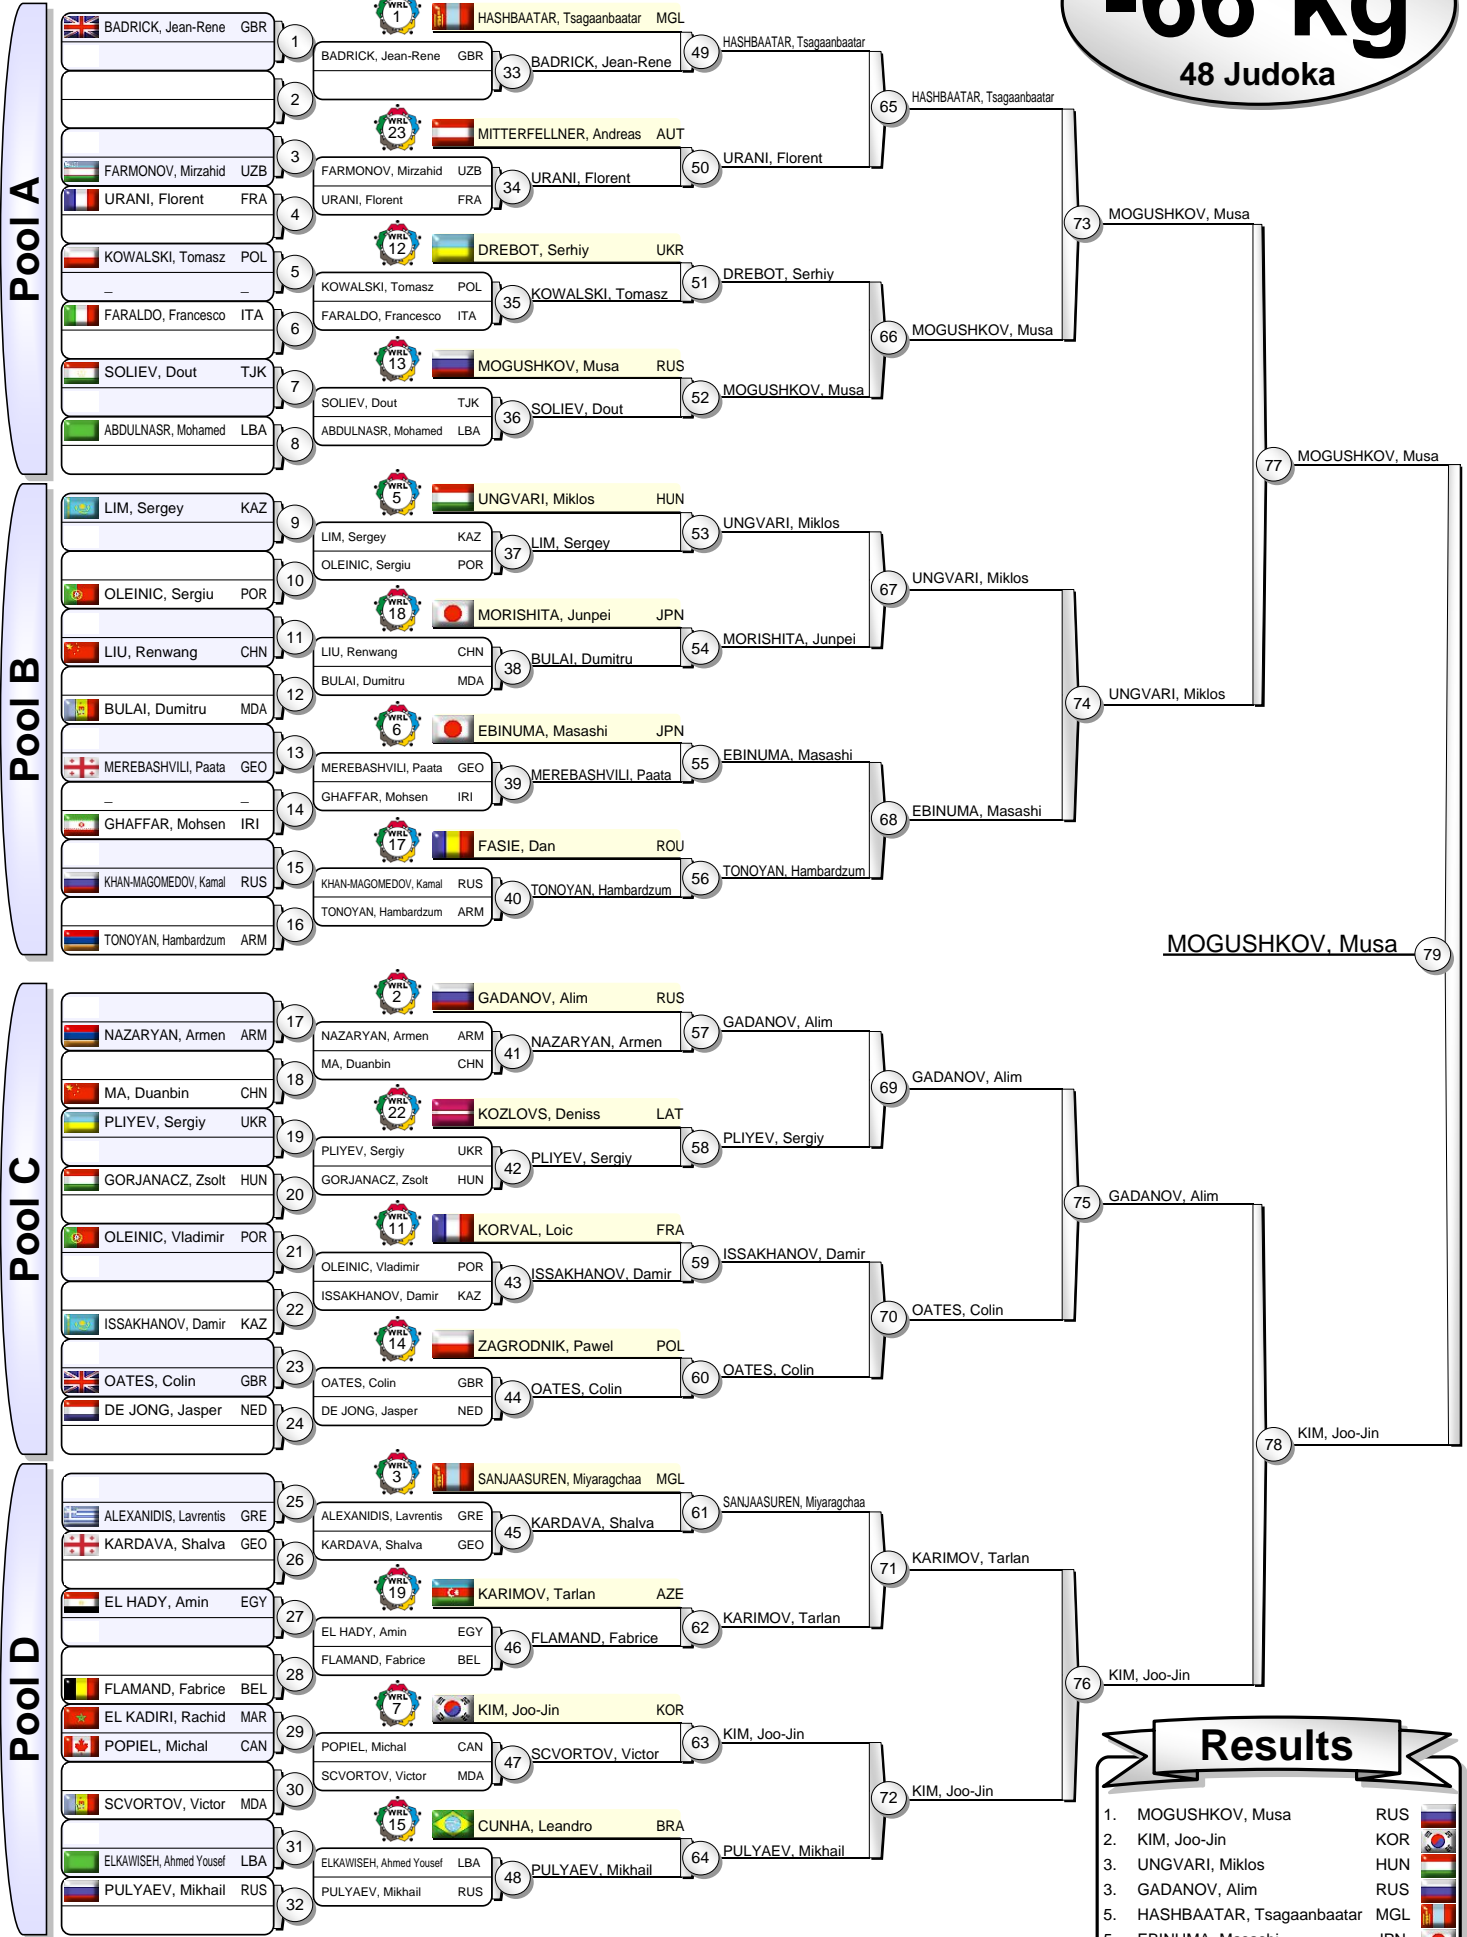 -66 kg
48 Judoka
Pool A
BADRICK, Jean-Rene GBR
1
2
3
FARMONOV, Mirzahid UZB
URANI, Florent FRA
4
KOWALSKI, Tomasz POL
5
_ _
FARALDO, Francesco ITA
6
SOLIEV, Dout TJK
7
ABDULNASR, Mohamed LBA
8
BADRICK, Jean-Rene GBR
33
FARMONOV, Mirzahid UZB
URANI, Florent FRA
34
KOWALSKI, Tomasz POL
FARALDO, Francesco ITA
35
SOLIEV, Dout TJK
ABDULNASR, Mohamed LBA
36
WRL 1
HASHBAATAR, Tsagaanbaatar MGL
BADRICK, Jean-Rene
49
WRL 23
MITTERFELLNER, Andreas AUT
URANI, Florent
50
WRL 12
DREBOT, Serhiy UKR
KOWALSKI, Tomasz
51
WRL 13
MOGUSHKOV, Musa RUS
SOLIEV, Dout
52
HASHBAATAR, Tsagaanbaatar
URANI, Florent
65
DREBOT, Serhiy
MOGUSHKOV, Musa
66
HASHBAATAR, Tsagaanbaatar
MOGUSHKOV, Musa
73
Pool B
LIM, Sergey KAZ
9
10
OLEINIC, Sergiu POR
11
LIU, Renwang CHN
12
BULAI, Dumitru MDA
13
MEREBASHVILI, Paata GEO
_ _
14
GHAFFAR, Mohsen IRI
15
KHAN-MAGOMEDOV, Kamal RUS
16
TONOYAN, Hambardzum ARM
LIM, Sergey KAZ
OLEINIC, Sergiu POR
37
LIU, Renwang CHN
BULAI, Dumitru MDA
38
MEREBASHVILI, Paata GEO
GHAFFAR, Mohsen IRI
39
KHAN-MAGOMEDOV, Kamal RUS
TONOYAN, Hambardzum ARM
40
WRL 5
UNGVARI, Miklos HUN
LIM, Sergey
53
WRL 18
MORISHITA, Junpei JPN
BULAI, Dumitru
54
WRL 6
EBINUMA, Masashi JPN
MEREBASHVILI, Paata
55
WRL 17
FASIE, Dan ROU
TONOYAN, Hambardzum
56
UNGVARI, Miklos
MORISHITA, Junpei
67
EBINUMA, Masashi
TONOYAN, Hambardzum
68
UNGVARI, Miklos
EBINUMA, Masashi
74
MOGUSHKOV, Musa
UNGVARI, Miklos
77
MOGUSHKOV, Musa
MOGUSHKOV, Musa
79
Pool C
17
NAZARYAN, Armen ARM
18
MA, Duanbin CHN
PLIYEV, Sergiy UKR
19
GORJANACZ, Zsolt HUN
20
OLEINIC, Vladimir POR
21
22
ISSAKHANOV, Damir KAZ
23
OATES, Colin GBR
DE JONG, Jasper NED
24
NAZARYAN, Armen ARM
MA, Duanbin CHN
41
PLIYEV, Sergiy UKR
GORJANACZ, Zsolt HUN
42
OLEINIC, Vladimir POR
ISSAKHANOV, Damir KAZ
43
OATES, Colin GBR
DE JONG, Jasper NED
44
WRL 2
GADANOV, Alim RUS
NAZARYAN, Armen
57
WRL 22
KOZLOVS, Deniss LAT
PLIYEV, Sergiy
58
WRL 11
KORVAL, Loic FRA
ISSAKHANOV, Damir
59
WRL 14
ZAGRODNIK, Pawel POL
OATES, Colin
60
GADANOV, Alim
PLIYEV, Sergiy
69
ISSAKHANOV, Damir
OATES, Colin
70
GADANOV, Alim
OATES, Colin
75
Pool D
25
ALEXANIDIS, Lavrentis GRE
KARDAVA, Shalva GEO
26
EL HADY, Amin EGY
27
28
FLAMAND, Fabrice BEL
EL KADIRI, Rachid MAR
29
POPIEL, Michal CAN
30
SCVORTOV, Victor MDA
31
ELKAWISEH, Ahmed Yousef LBA
PULYAEV, Mikhail RUS
32
ALEXANIDIS, Lavrentis GRE
KARDAVA, Shalva GEO
45
EL HADY, Amin EGY
FLAMAND, Fabrice BEL
46
POPIEL, Michal CAN
SCVORTOV, Victor MDA
47
ELKAWISEH, Ahmed Yousef LBA
PULYAEV, Mikhail RUS
48
WRL 3
SANJAASUREN, Miyaragchaa MGL
KARDAVA, Shalva
61
WRL 19
KARIMOV, Tarlan AZE
FLAMAND, Fabrice
62
WRL 7
KIM, Joo-Jin KOR
SCVORTOV, Victor
63
WRL 15
CUNHA, Leandro BRA
PULYAEV, Mikhail
64
SANJAASUREN, Miyaragchaa
KARIMOV, Tarlan
71
KIM, Joo-Jin
PULYAEV, Mikhail
72
KARIMOV, Tarlan
KIM, Joo-Jin
76
GADANOV, Alim
KIM, Joo-Jin
78
KIM, Joo-Jin
Results
1. MOGUSHKOV, Musa RUS
2. KIM, Joo-Jin KOR
3. UNGVARI, Miklos HUN
3. GADANOV, Alim RUS
5. HASHBAATAR, Tsagaanbaatar MGL
5. EBINUMA, Masashi JPN